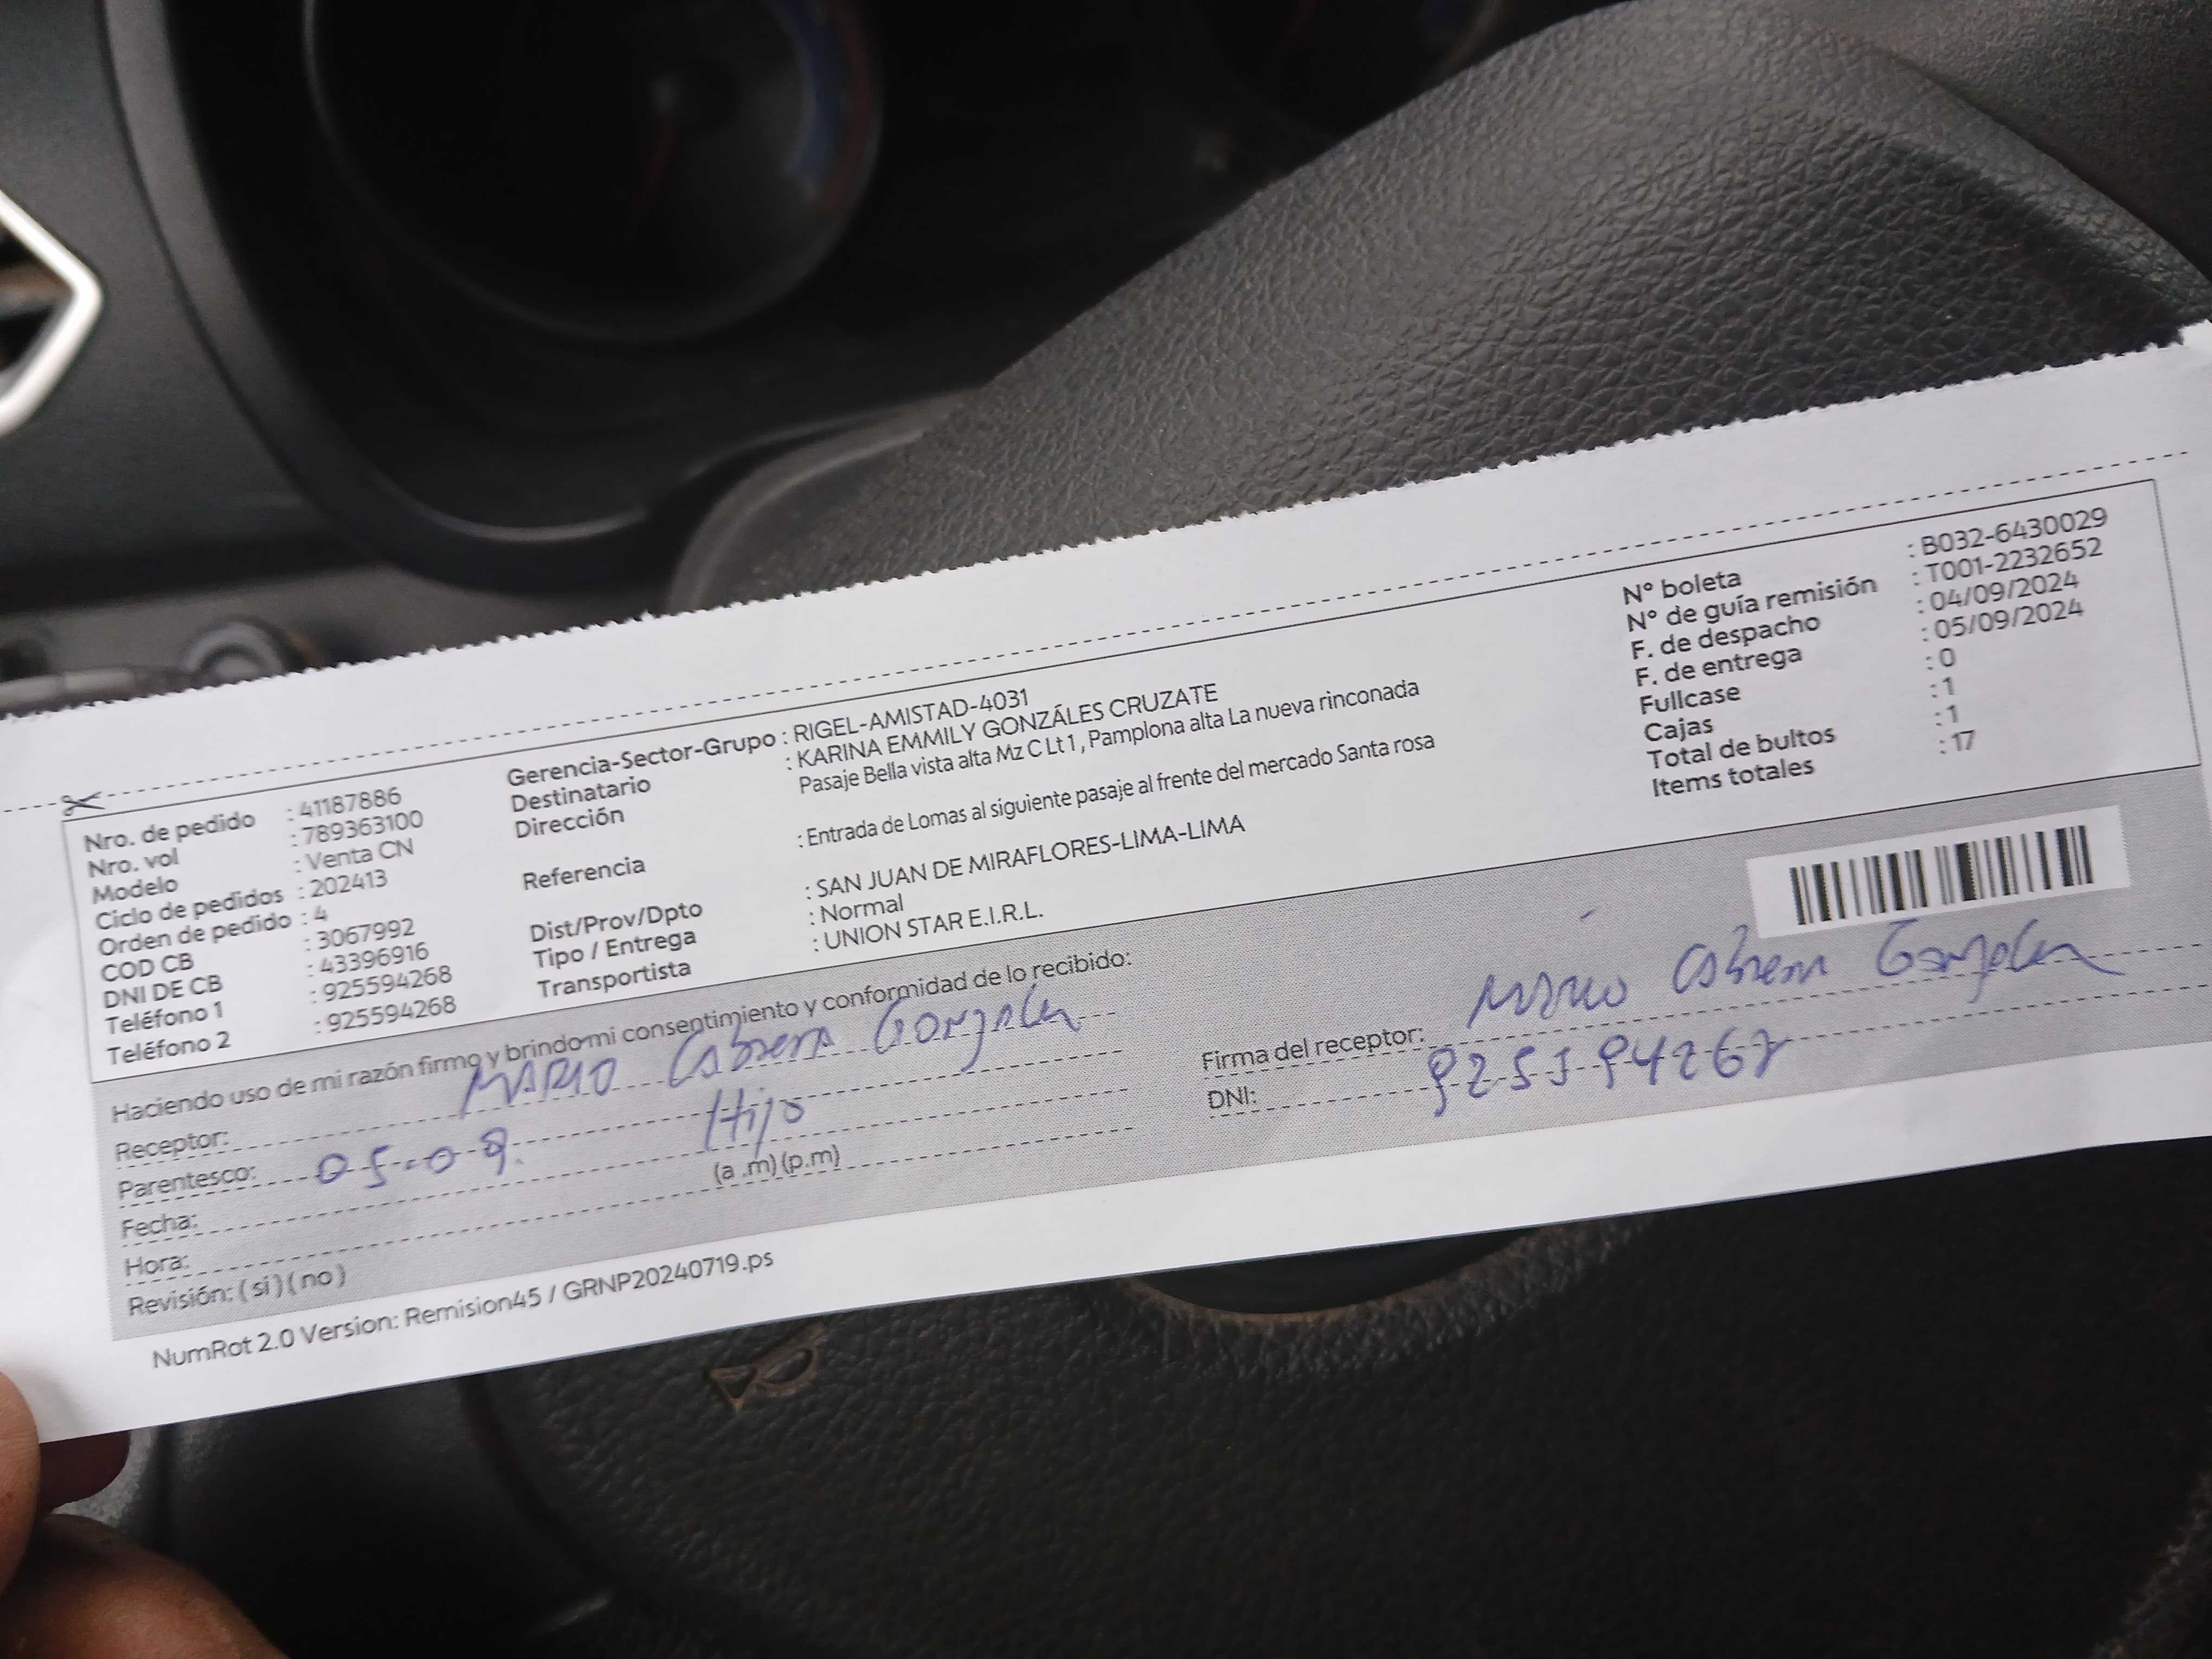 Nro. de pedido : 41187886
Nro. vol : 789363100
Modelo : Venta CN
Ciclo de pedidos : 202413
Orden de pedido : 4
COD CB : 3067992
DNI DE CB : 43396916
Teléfono 1 : 925594268
Teléfono 2 : 925594268
Gerencia-Sector-Grupo : RIGEL-AMISTAD-4031
Destinatario : KARINA EMMILY GONZÁLES CRUZATE
Dirección Pasaje Bella vista alta Mz C Lt 1 , Pamplona alta La nueva rinconada
Referencia : Entrada de Lomas al siguiente pasaje al frente del mercado Santa rosa
Dist/Prov/Dpto : SAN JUAN DE MIRAFLORES-LIMA-LIMA
Tipo / Entrega : Normal
Transportista : UNION STAR E.I.R.L.
N° boleta : B032-6430029
N° de guía remisión : T001-2232652
F. de despacho : 04/09/2024
F. de entrega : 05/09/2024
Fullcase : 0
Cajas : 1
Total de bultos : 1
Items totales : 17
Haciendo uso de mi razón firmo y brindo mi consentimiento y conformidad de lo recibido:
Receptor: MARIO Cabrera Gonzales
Parentesco: 05-09. Hijo
Fecha:
Hora: (a .m) (p.m)
Revisión: ( si ) ( no )
Firma del receptor: MARIO Cabrera Gonzales
DNI: 925594268
NumRot 2.0 Version: Remision45 / GRNP20240719.ps